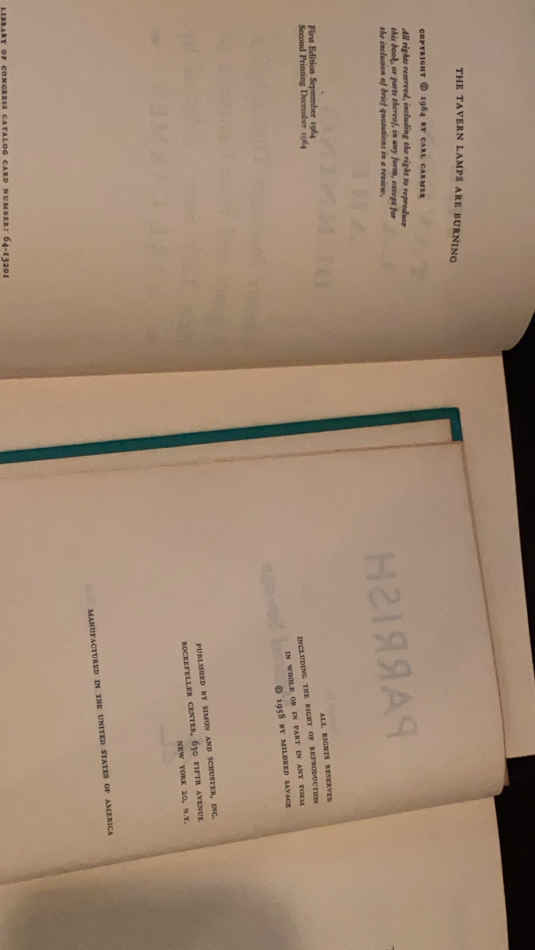 THE TAVERN LAMPS ARE BURNING
COPYRIGHT © 1964 BY CARL CARMER
All rights reserved, including the right to reproduce
this book, or parts thereof, in any form, except for
the inclusion of brief quotations in a review.
First Edition September 1964
Second Printing December 1964
LIBRARY OF CONGRESS CATALOG CARD NUMBER: 64-13201
PARRISH
ALL RIGHTS RESERVED
INCLUDING THE RIGHT OF REPRODUCTION
IN WHOLE OR IN PART IN ANY FORM
© 1958 BY MILDRED SAVAGE
PUBLISHED BY SIMON AND SCHUSTER, INC.
ROCKEFELLER CENTER, 630 FIFTH AVENUE
NEW YORK 20, N.Y.
MANUFACTURED IN THE UNITED STATES OF AMERICA